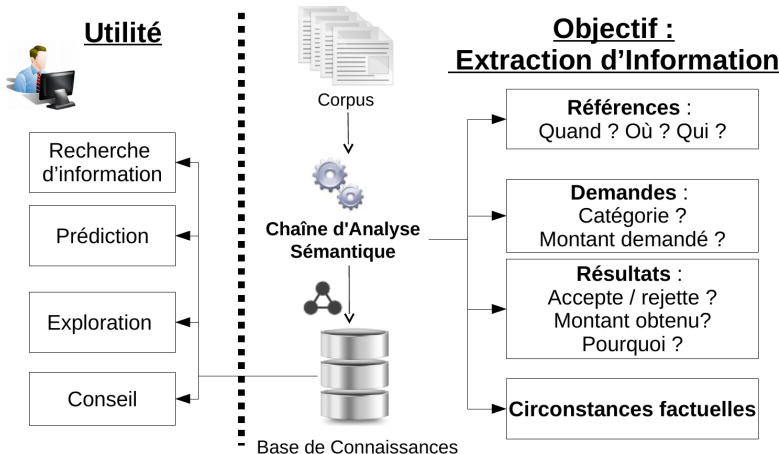 Utilité
Recherche
d'information
Prédiction
Exploration
Conseil
Corpus
Chaîne d'Analyse
Sémantique
Base de Connaissances
Objectif :
Extraction d'Information
Références :
Quand ? Où ? Qui ?
Demandes :
Catégorie ?
Montant demandé ?
Résultats :
Accepte / rejette ?
Montant obtenu?
Pourquoi ?
Circonstances factuelles